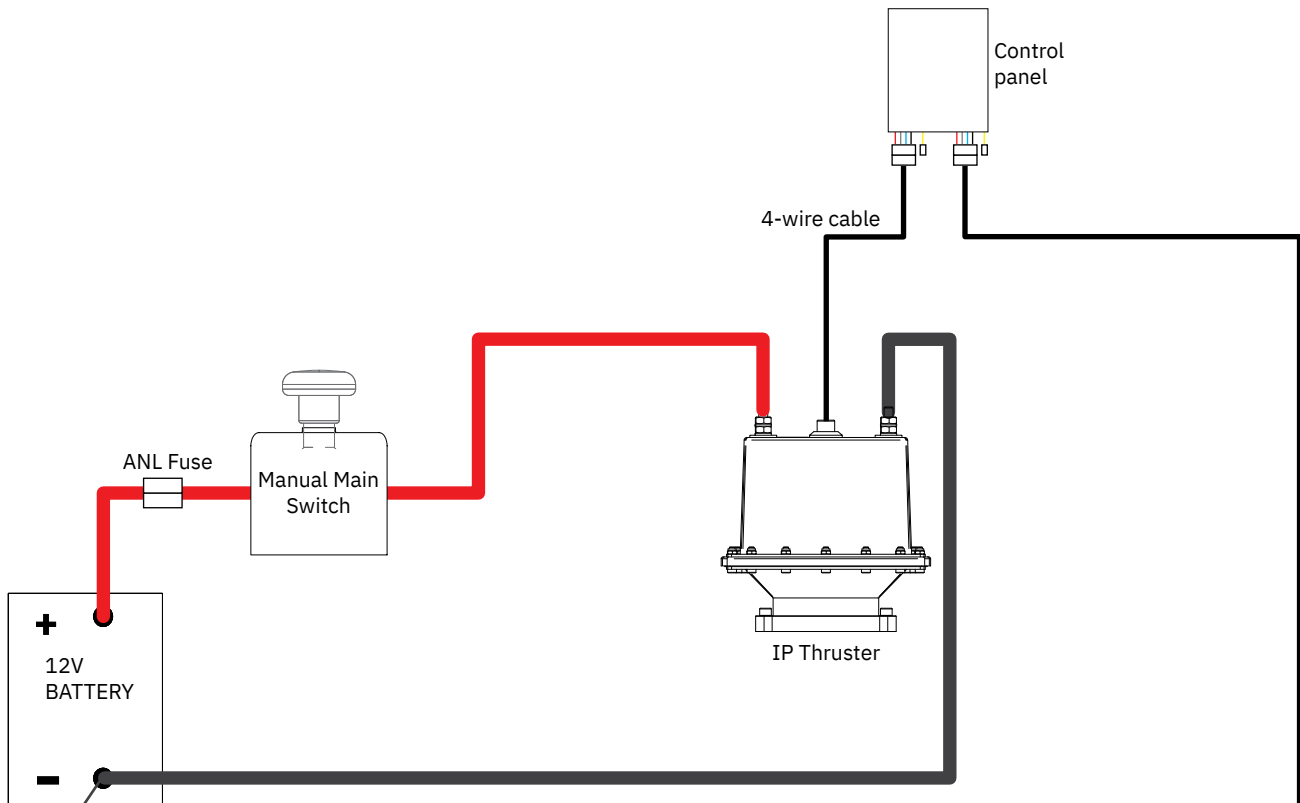 Control
panel
4-wire cable
ANL Fuse
Manual Main
Switch
+
12V
BATTERY
-
IP Thruster